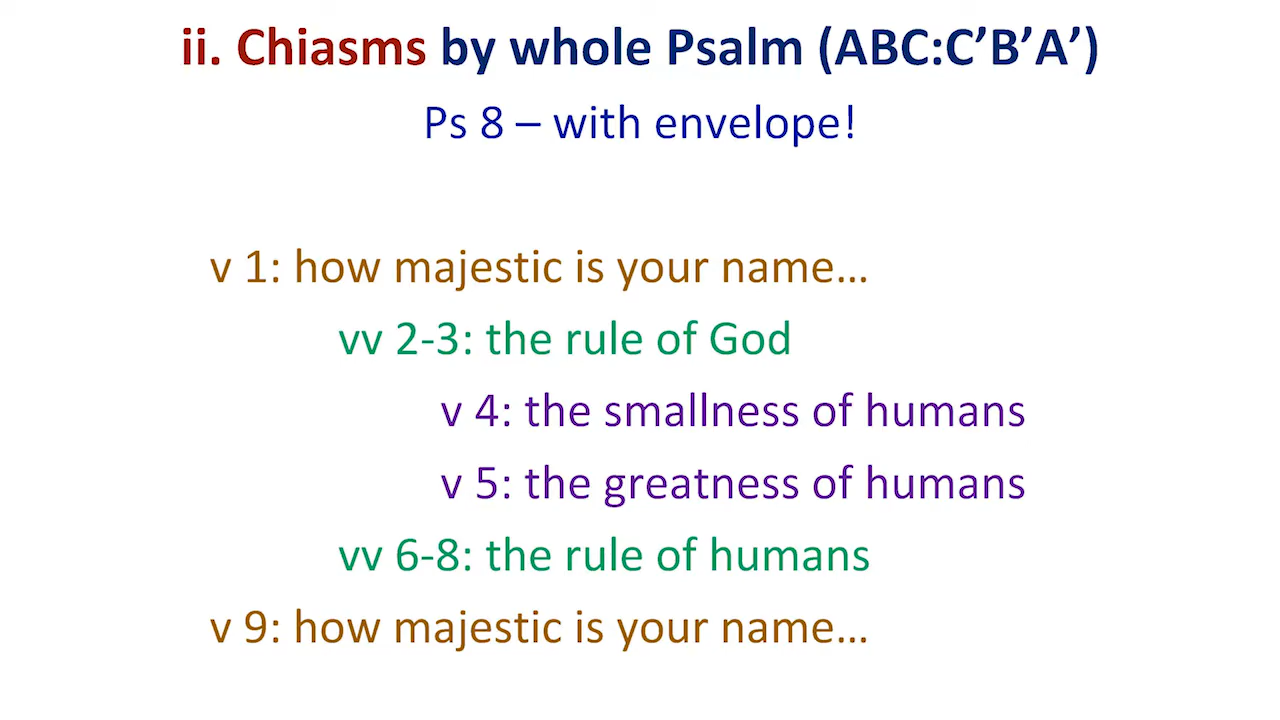 ii. Chiasms by whole Psalm (ABC:C’B’A’)
Ps 8 – with envelope!
v 1: how majestic is your name…
vv 2-3: the rule of God
v 4: the smallness of humans
v 5: the greatness of humans
vv 6-8: the rule of humans
v 9: how majestic is your name…